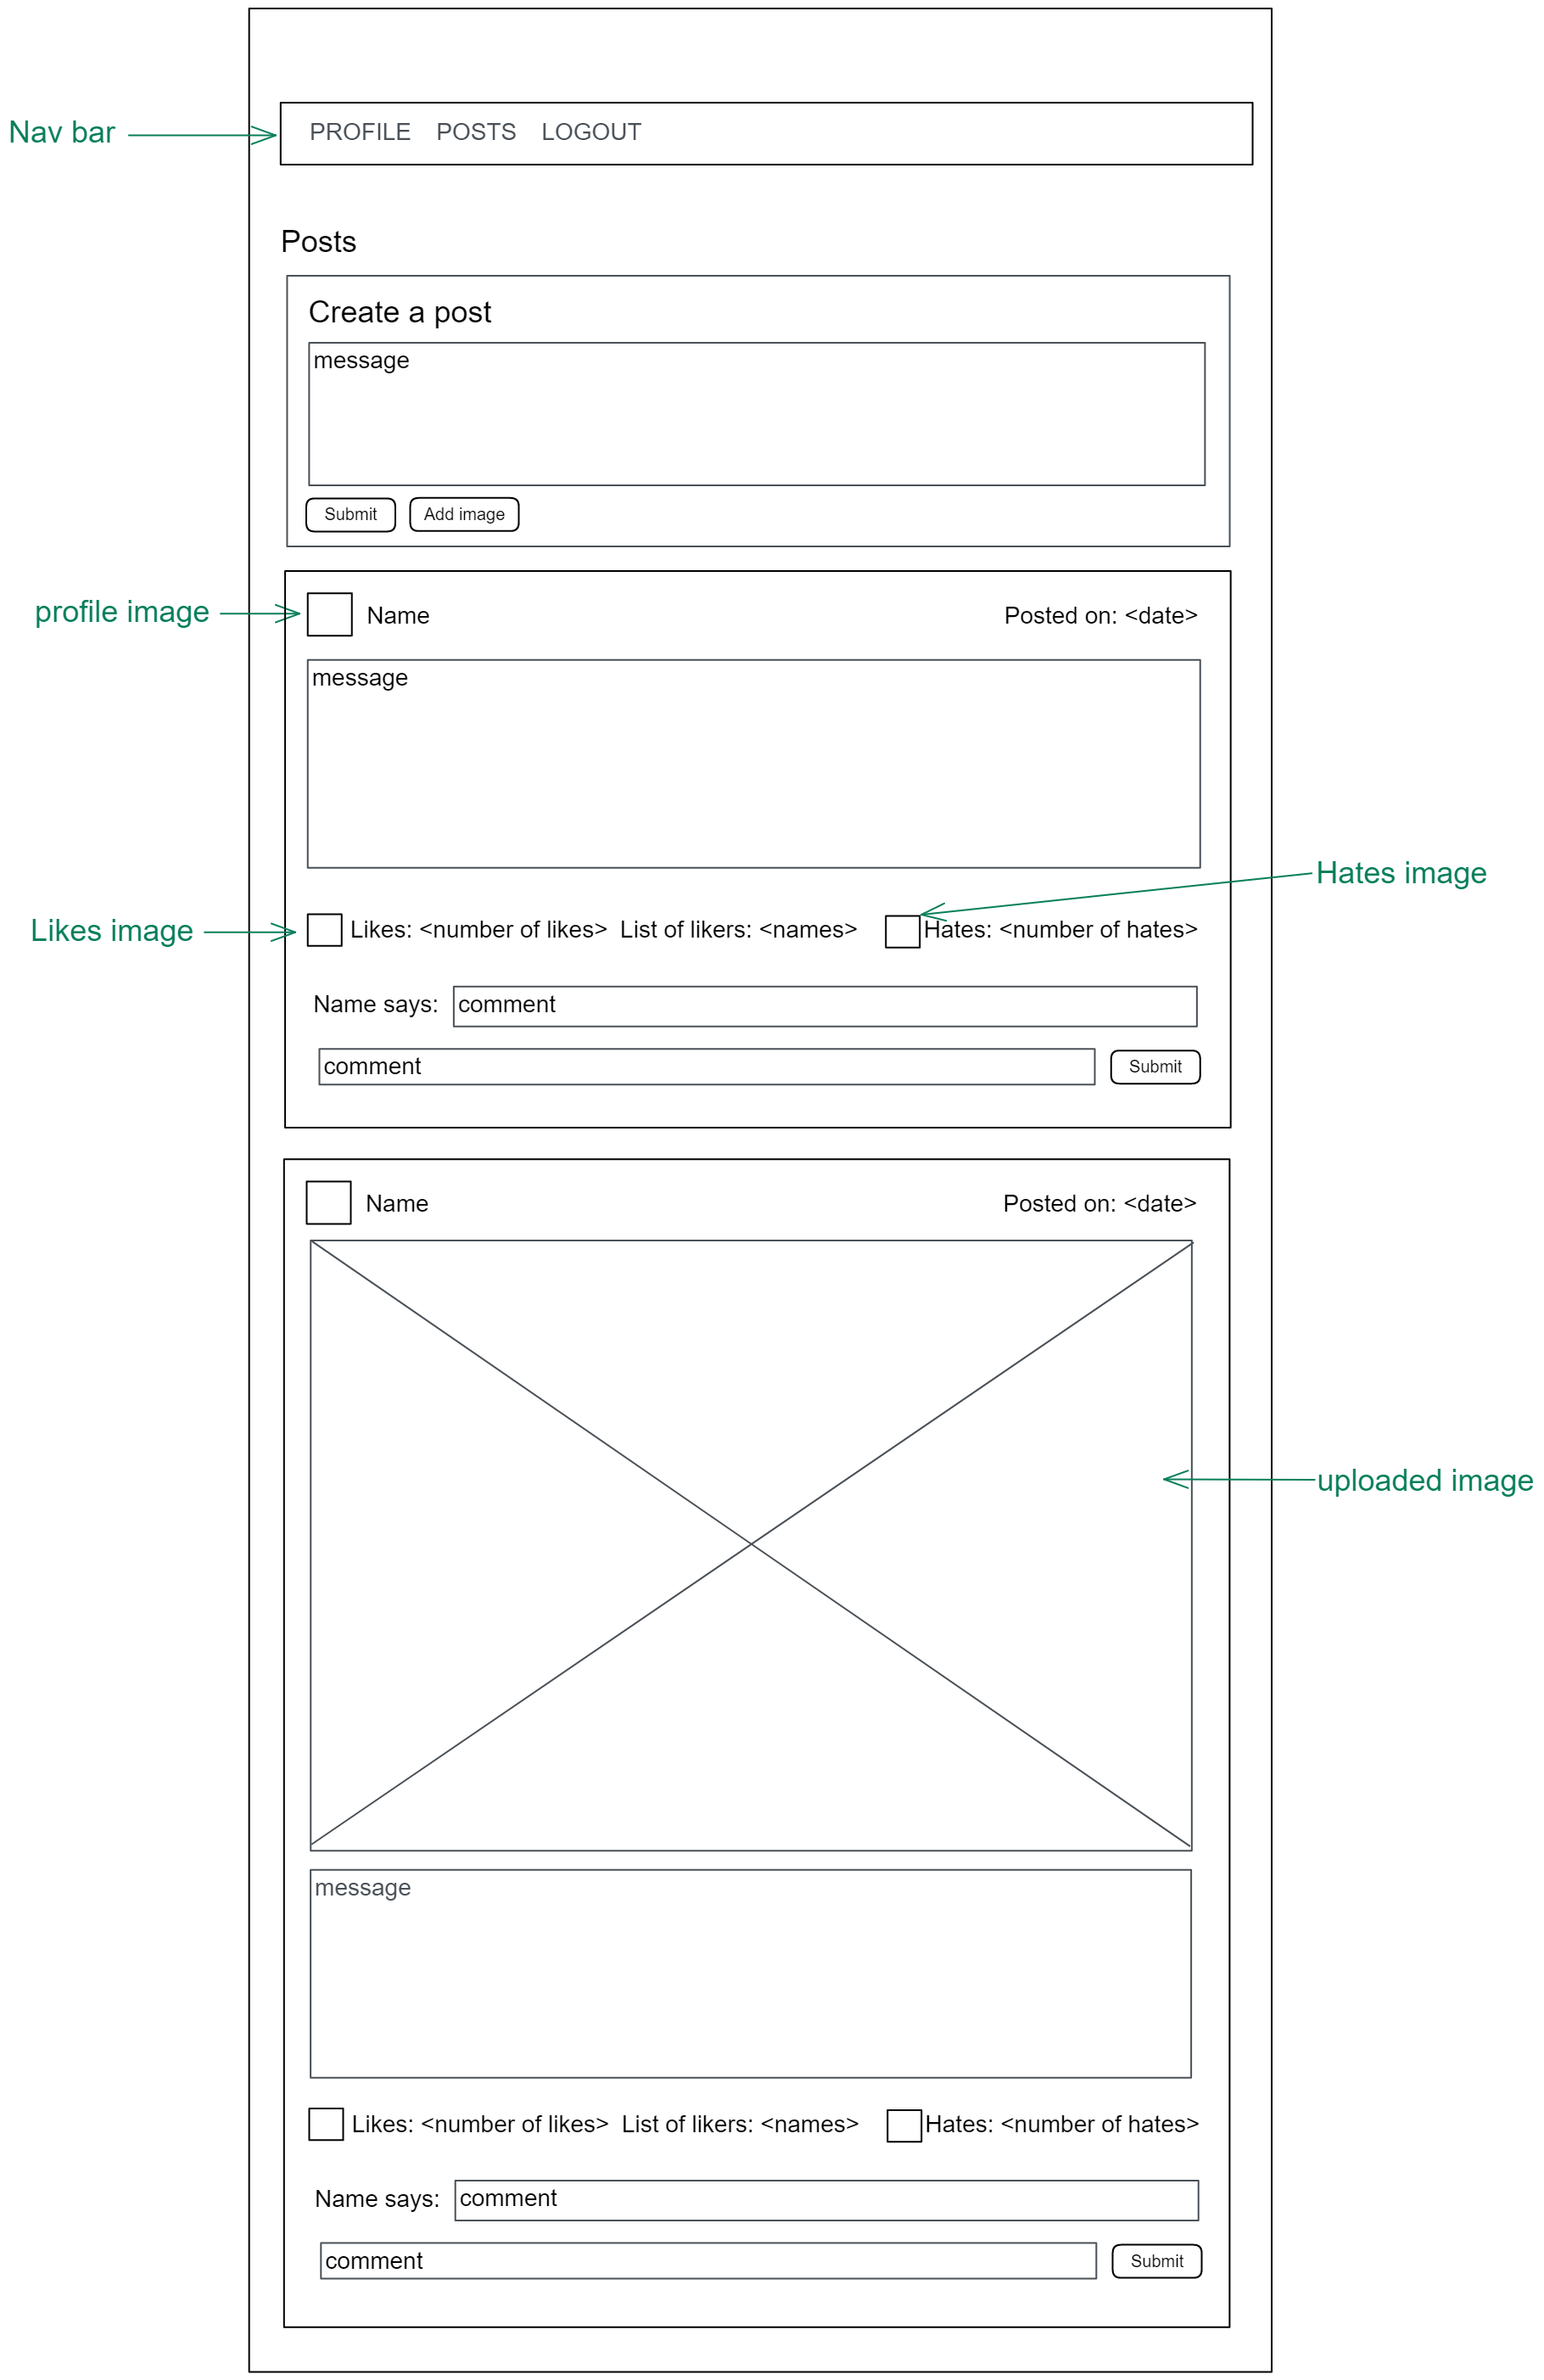 Nav bar
PROFILE POSTS LOGOUT
Posts
Create a post
message
Submit Add image
profile image
Name Posted on: <date>
message
Hates image
Likes image
Likes: <number of likes> List of likers: <names> Hates: <number of hates>
Name says: comment
comment Submit
Name Posted on: <date>
uploaded image
message
Likes: <number of likes> List of likers: <names> Hates: <number of hates>
Name says: comment
comment Submit